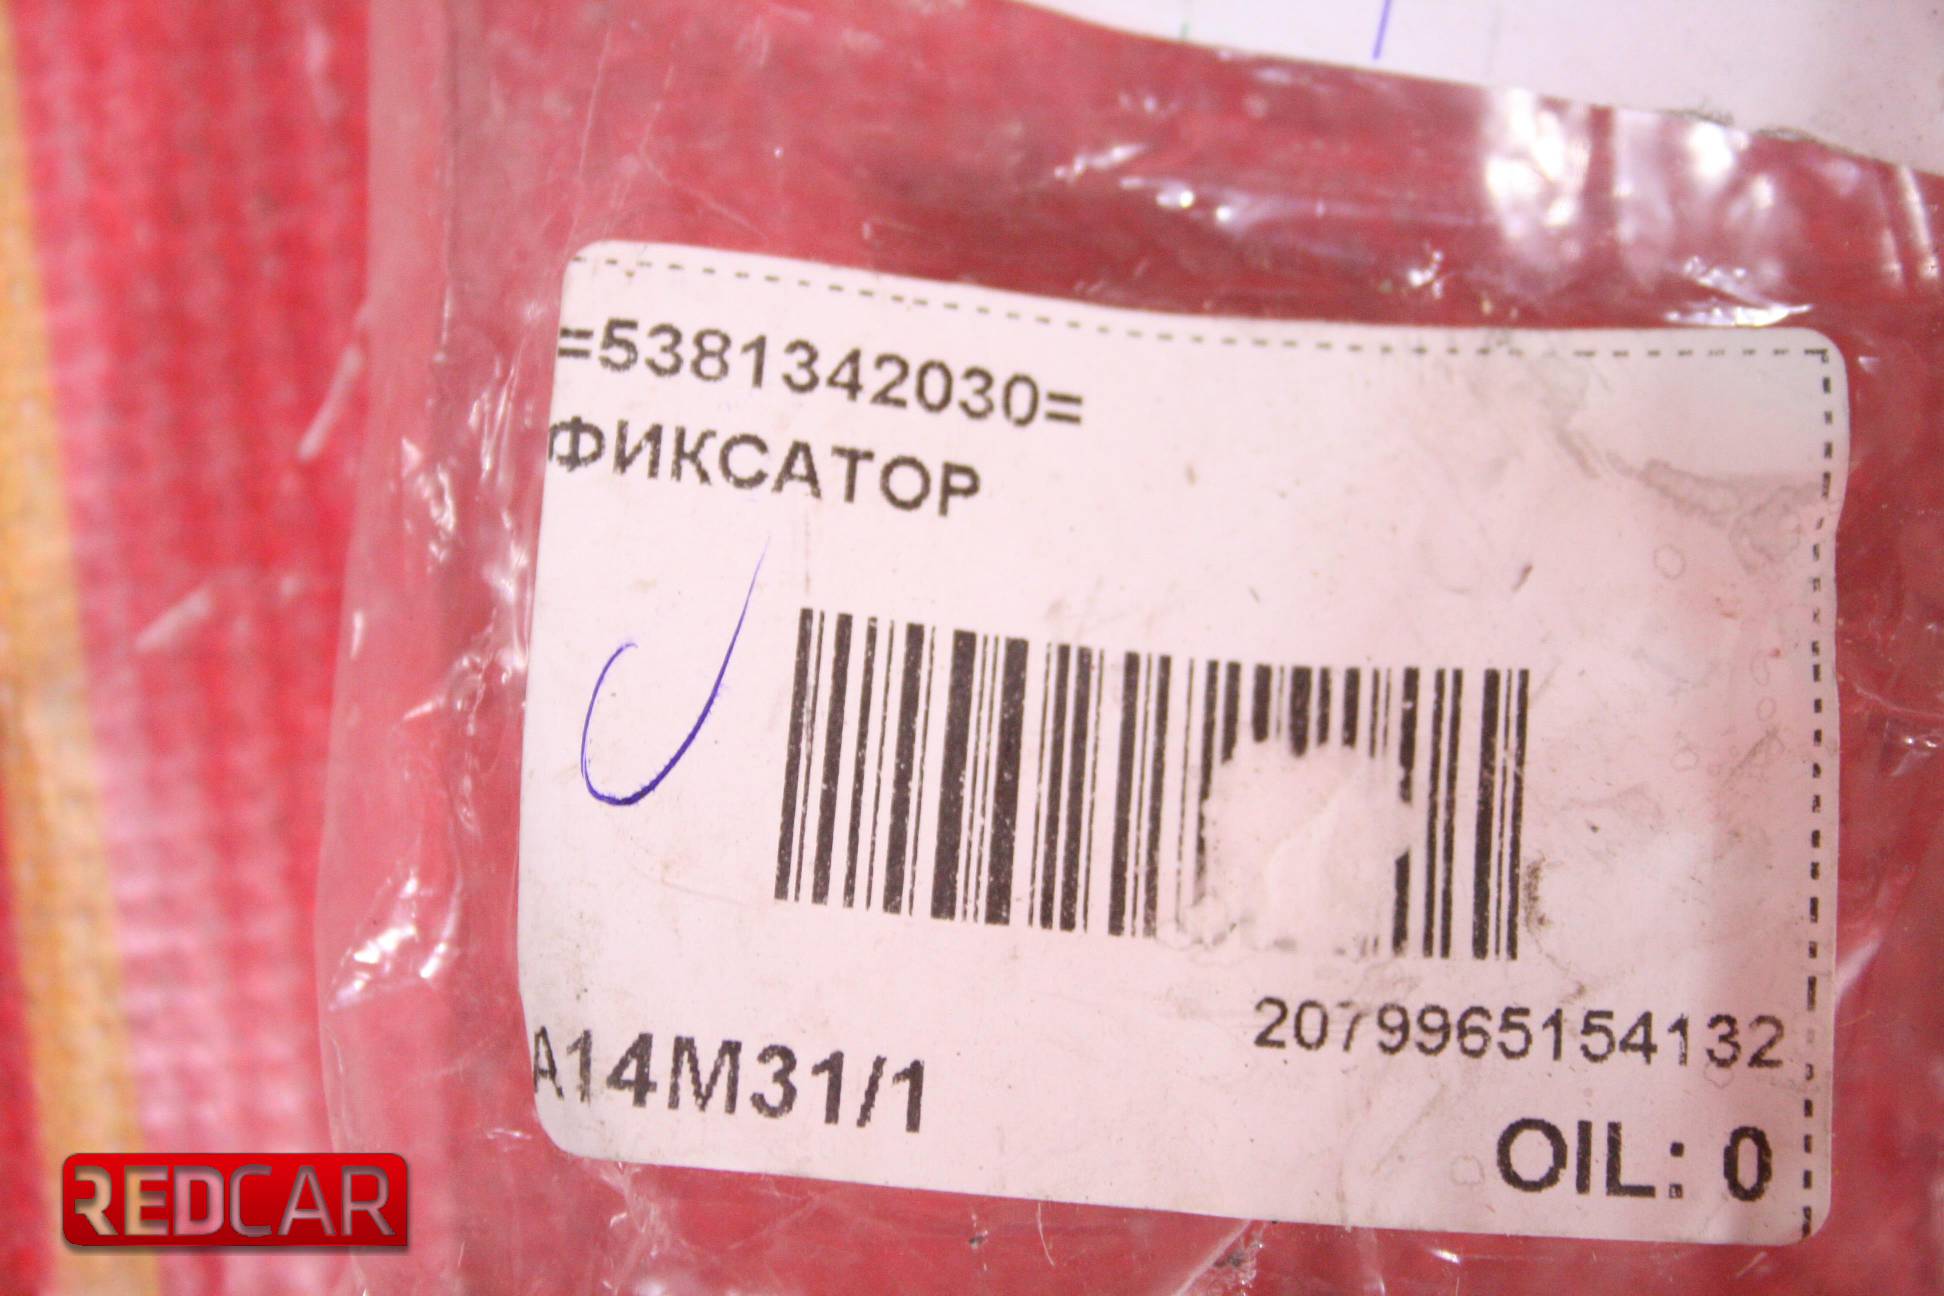 =5381342030=
ФИКСАТОР
2079965154132
A14M31/1
OIL: 0
REDCAR